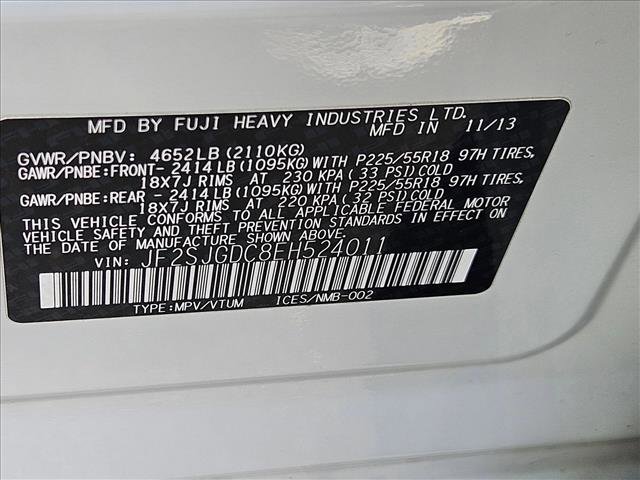 MFD BY FUJI HEAVY INDUSTRIES LTD.
MFD IN 11/13
GVWR/PNBV: 4652LB (2110KG)
GAWR/PNBE:FRONT- 2414LB(1095KG)WITH P225/55R18 97H TIRES,
18x7J RIMS AT 230 KPA (33 PSI)COLD
GAWR/PNBE:REAR - 2414LB(1095KG)WITH P225/55R18 97H TIRES,
18x7J RIMS AT 220 KPA (32 PSI)COLD
THIS VEHICLE CONFORMS TO ALL APPLICABLE FEDERAL MOTOR
VEHICLE SAFETY AND THEFT PREVENTION STANDARDS IN EFFECT ON
THE DATE OF MANUFACTURE SHOWN ABOVE.
VIN: JF2SJGDC8EH524011
TYPE:MPV/VTUM ICES/NMB-002